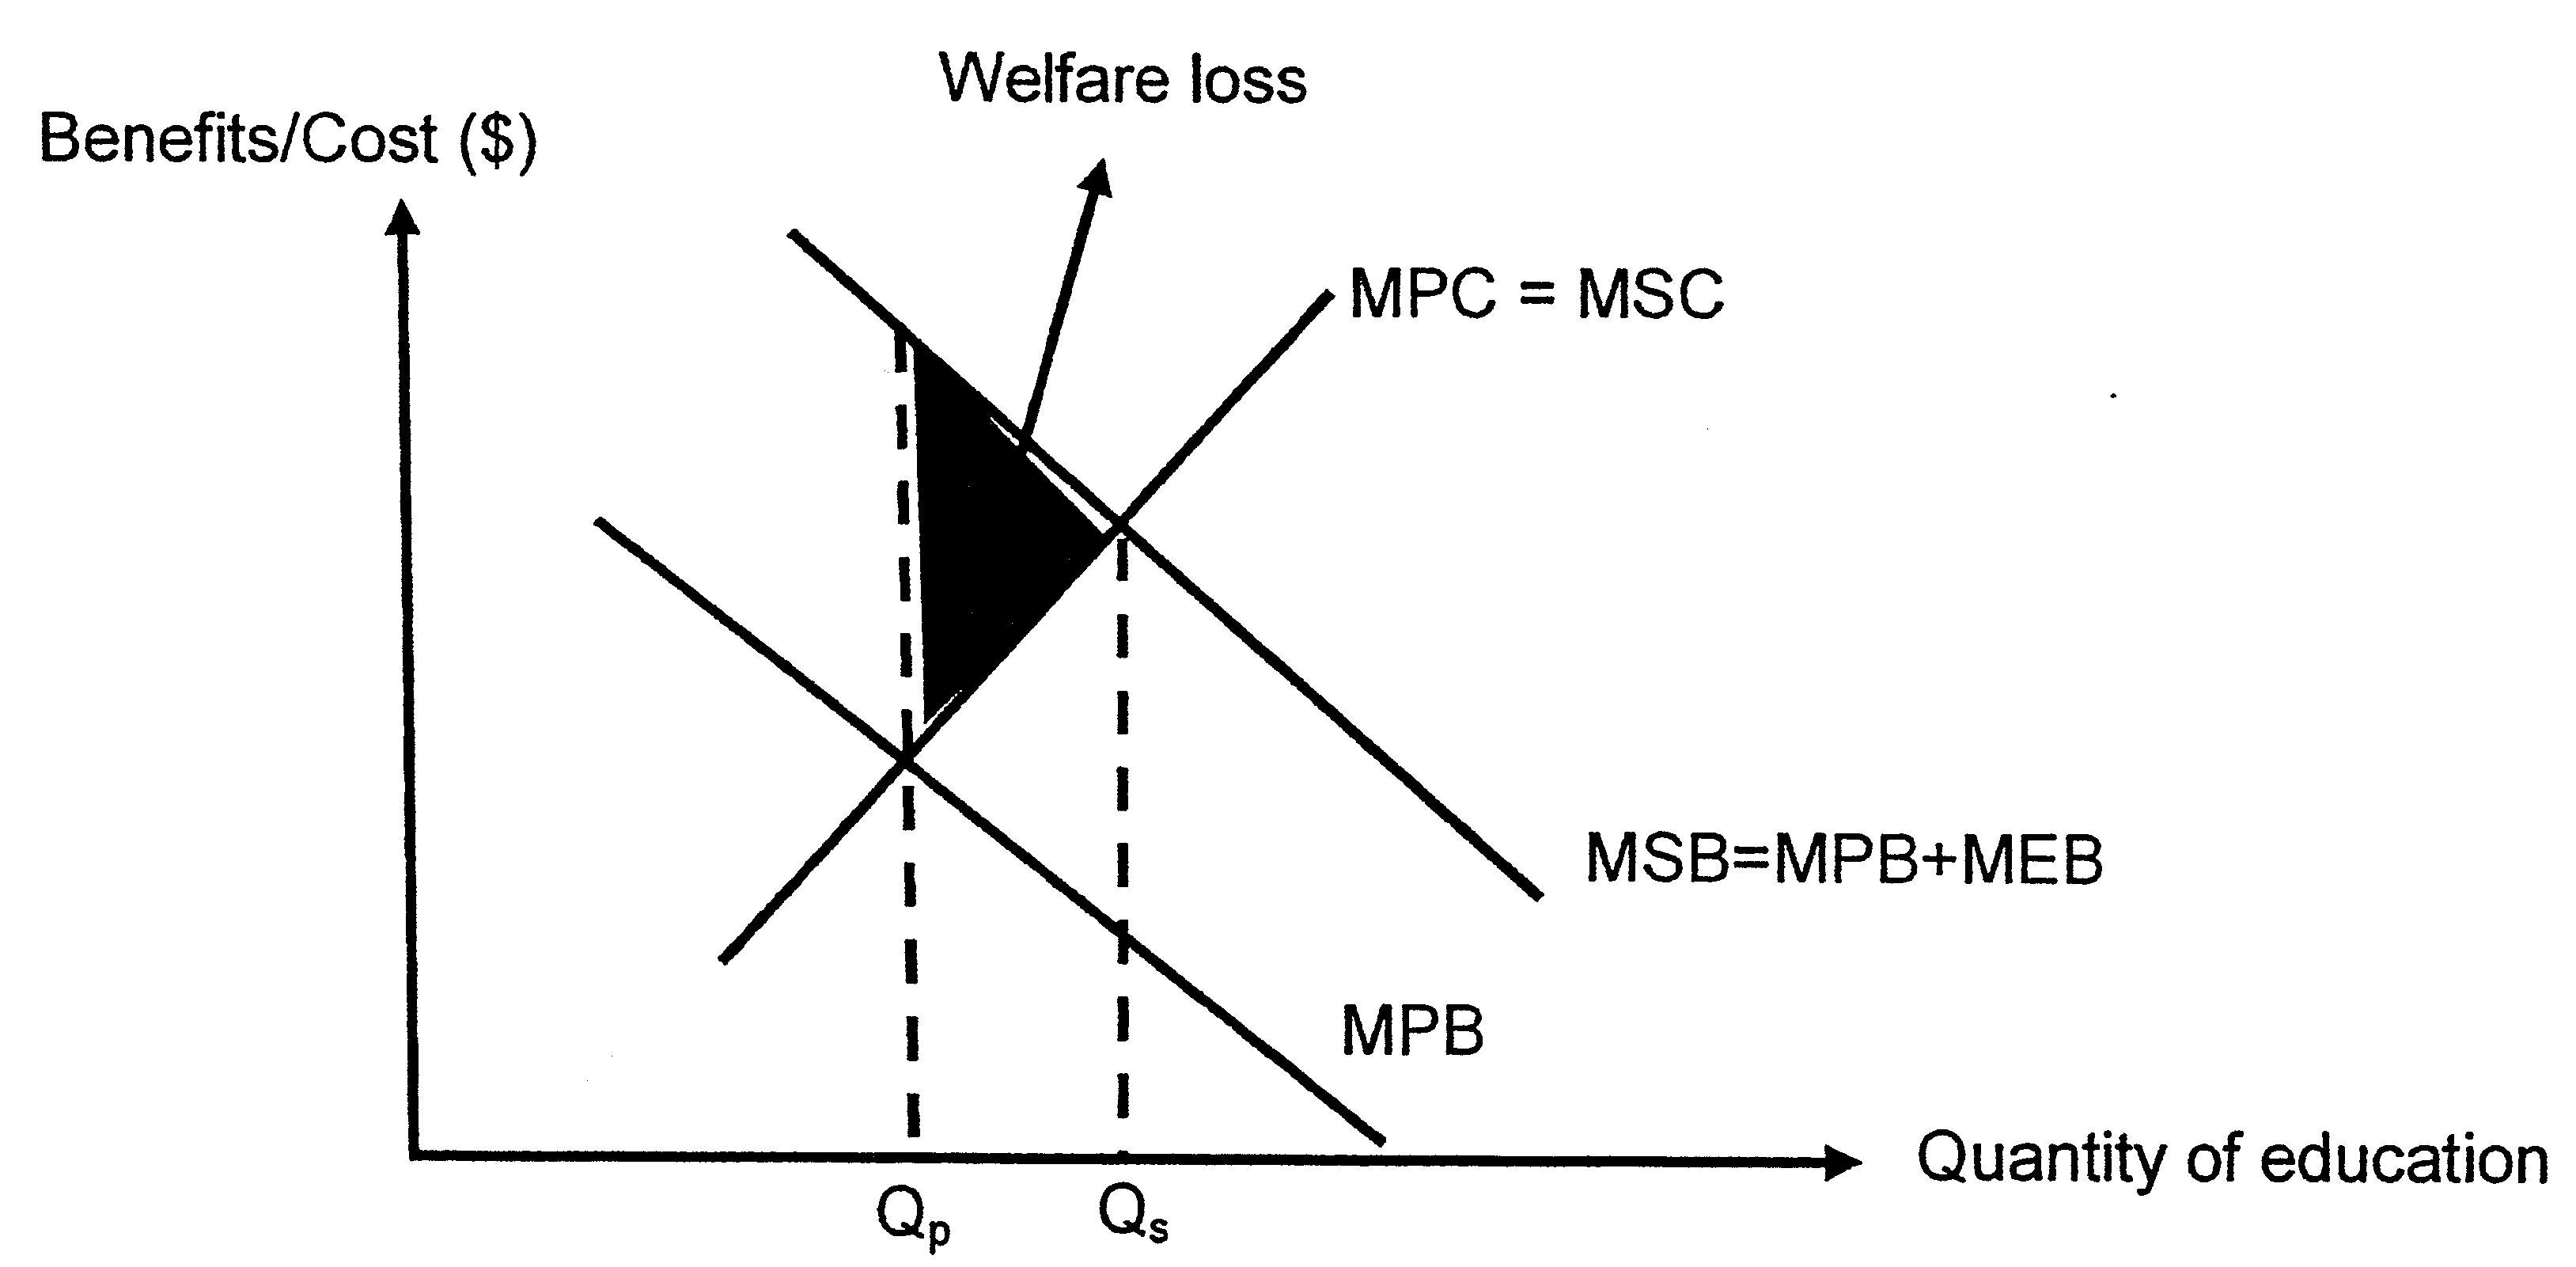 Welfare loss
Benefits/Cost ($)
MPC = MSC
MSB=MPB+MEB
MPB
Quantity of education
Qp
Qs